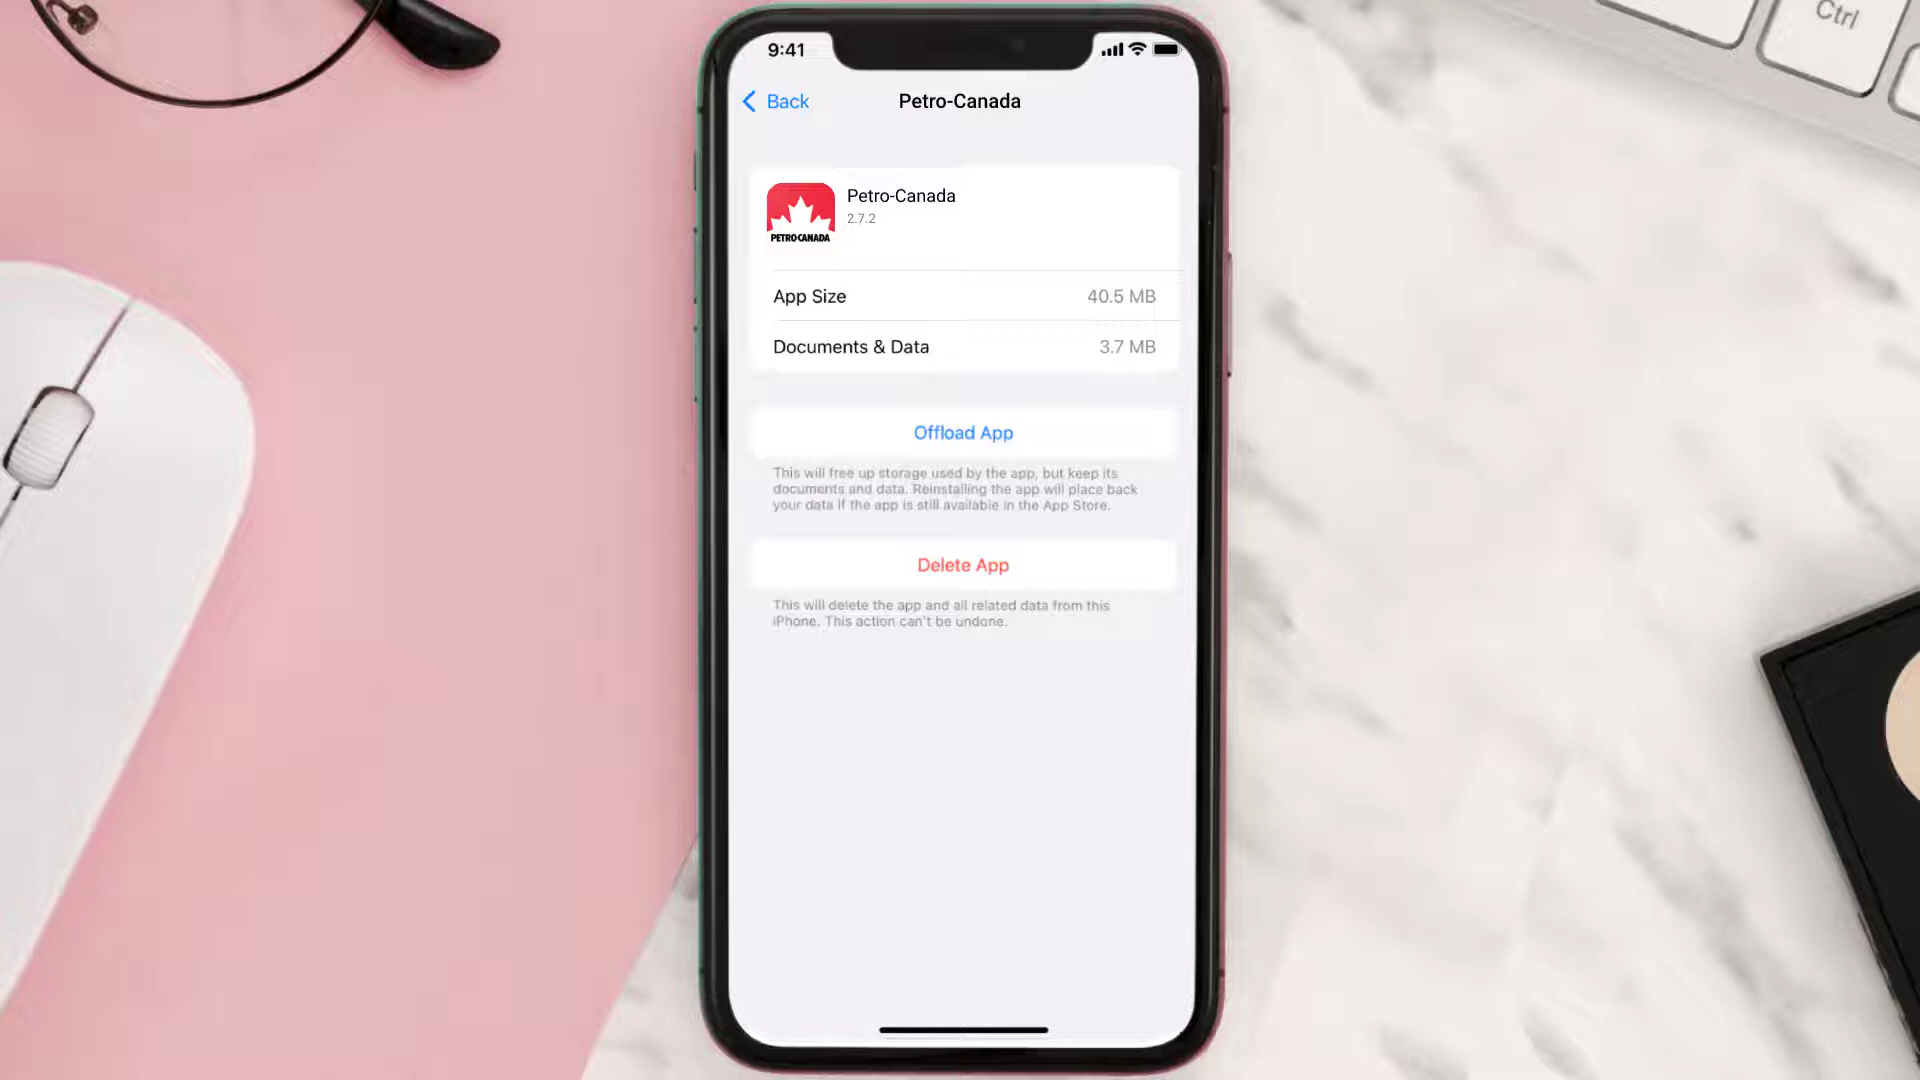 Ctrl
9:41
Back
Petro-Canada
Petro-Canada
2.7.2
PETRO CANADA
App Size
40.5 MB
Documents & Data
3.7 MB
Offload App
This will free up storage used by the app, but keep its
documents and data. Reinstalling the app will place back
your data if the app is still available in the App Store.
Delete App
This will delete the app and all related data from this
iPhone. This action can't be undone.